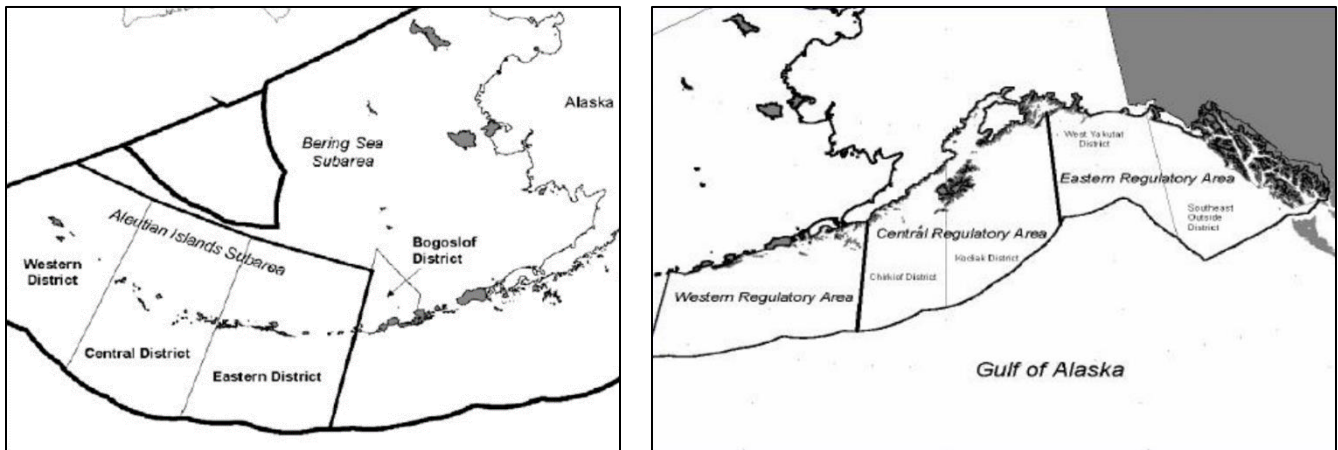 Alaska
Bering Sea
Subarea
Aleutian Islands Subarea
Bogoslof
District
Western
District
Central District
Eastern District
West Yakutat
District
Eastern Regulatory Area
Southeast
Outside
District
Central Regulatory Area
Kodiak District
Chirikof District
Western Regulatory Area
Gulf of Alaska